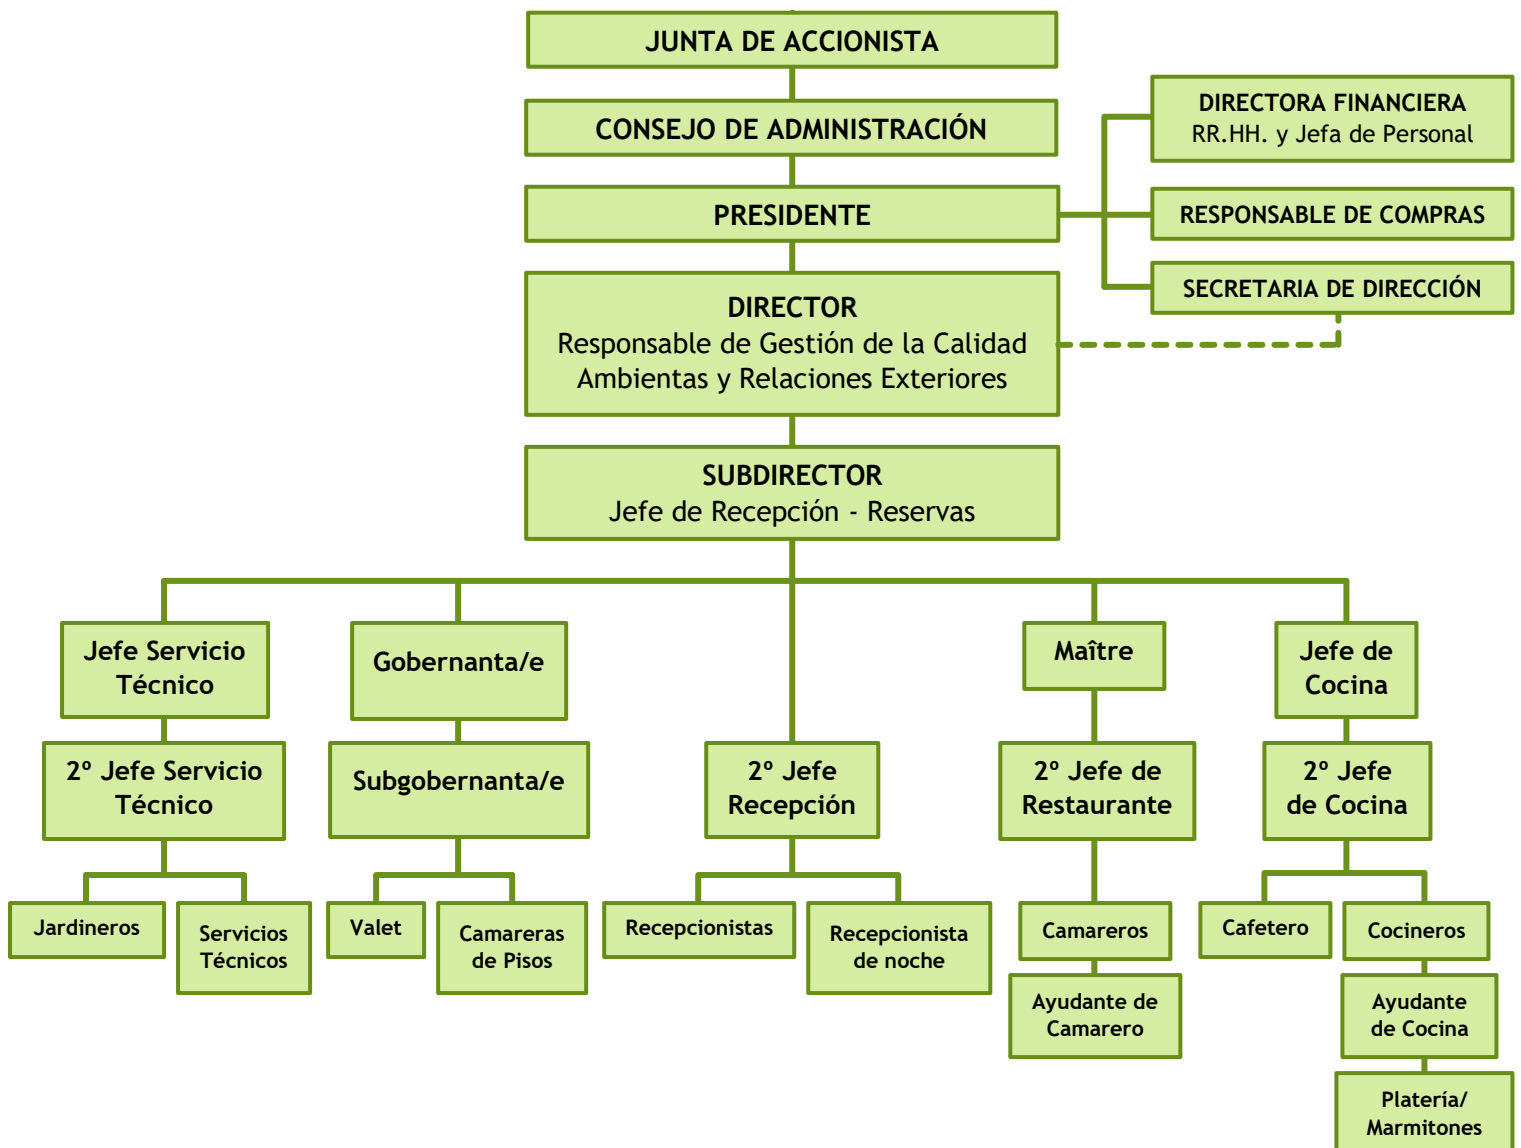 JUNTA DE ACCIONISTA
CONSEJO DE ADMINISTRACIÓN
DIRECTORA FINANCIERA
RR.HH. y Jefa de Personal
PRESIDENTE
RESPONSABLE DE COMPRAS
SECRETARIA DE DIRECCIÓN
DIRECTOR
Responsable de Gestión de la Calidad
Ambientas y Relaciones Exteriores
SUBDIRECTOR
Jefe de Recepción - Reservas
Jefe Servicio
Técnico
Gobernanta/e
Maître
Jefe de
Cocina
2º Jefe Servicio
Técnico
Subgobernanta/e
2º Jefe
Recepción
2º Jefe de
Restaurante
2º Jefe
de Cocina
Jardineros
Servicios
Técnicos
Valet
Camareras
de Pisos
Recepcionistas
Recepcionista
de noche
Camareros
Cafetero
Cocineros
Ayudante de
Camarero
Ayudante
de Cocina
Platería/
Marmitones